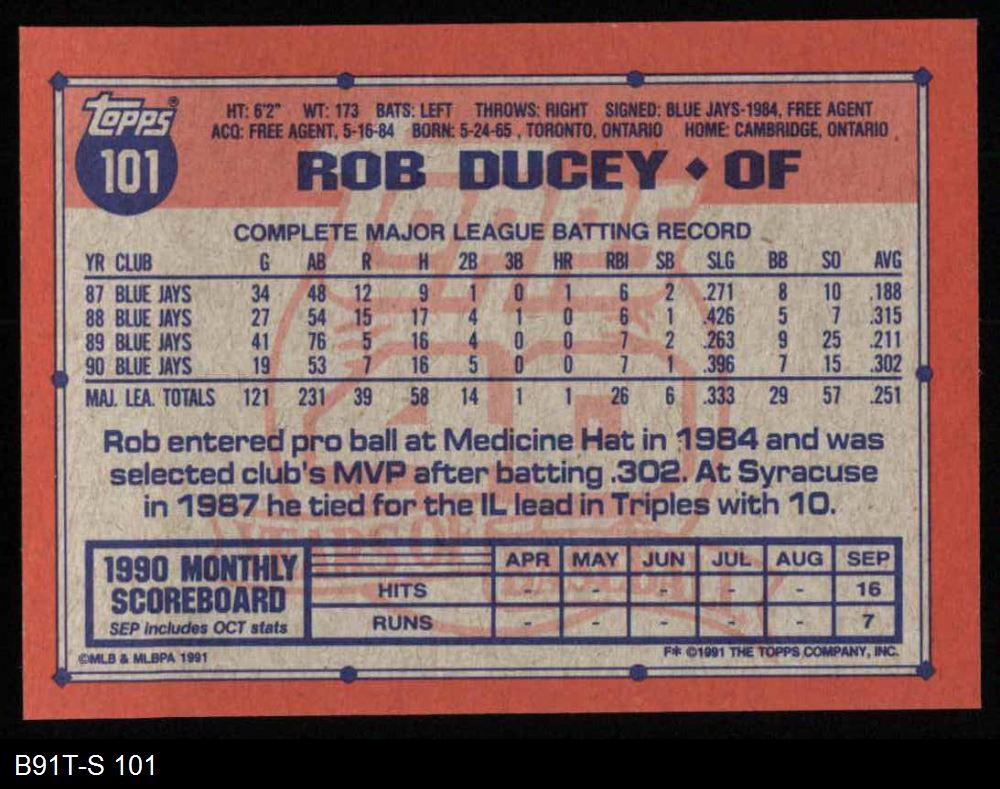 TOPPS®
101
HT: 6'2" WT: 173 BATS: LEFT THROWS: RIGHT SIGNED: BLUE JAYS-1984, FREE AGENT
ACQ: FREE AGENT, 5-16-84 BORN: 5-24-65 , TORONTO, ONTARIO HOME: CAMBRIDGE, ONTARIO
ROB DUCEY ◆ OF
COMPLETE MAJOR LEAGUE BATTING RECORD
YR CLUB G AB R H 2B 3B HR RBI SB SLG BB SO AVG
87 BLUE JAYS 34 48 12 9 1 0 1 6 2 .271 8 10 .188
88 BLUE JAYS 27 54 15 17 4 1 0 6 1 .426 5 7 .315
89 BLUE JAYS 41 76 5 16 4 0 0 7 2 .263 9 25 .211
90 BLUE JAYS 19 53 7 16 5 0 0 7 1 .396 7 15 .302
MAJ. LEA. TOTALS 121 231 39 58 14 1 1 26 6 .333 29 57 .251
Rob entered pro ball at Medicine Hat in 1984 and was
selected club's MVP after batting .302. At Syracuse
in 1987 he tied for the IL lead in Triples with 10.
TOPPS
40
YEARS OF
BASEBALL
1990 MONTHLY
SCOREBOARD
SEP includes OCT stats
APR MAY JUN JUL AUG SEP
HITS - - - - - 16
RUNS - - - - - 7
©MLB & MLBPA 1991
F* ©1991 THE TOPPS COMPANY, INC.
B91T-S 101